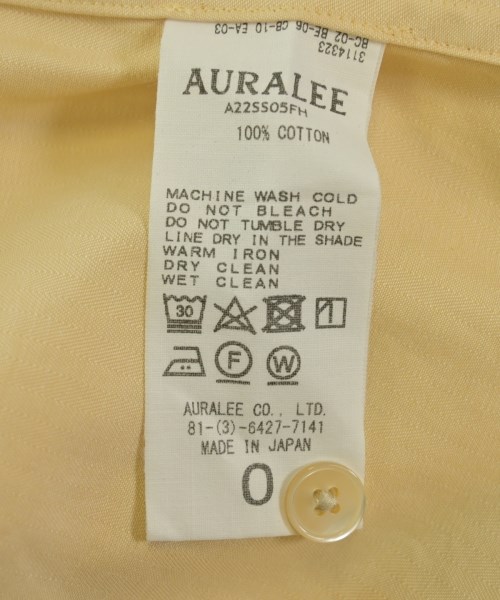 BC-02 BE-06 CB-10 EA-03
3114323
AURALEE
A22SS05FH
100% COTTON
MACHINE WASH COLD
DO NOT BLEACH
DO NOT TUMBLE DRY
LINE DRY IN THE SHADE
WARM IRON
DRY CLEAN
WET CLEAN
30
F W
AURALEE CO., LTD.
81-(3)-6427-7141
MADE IN JAPAN
0